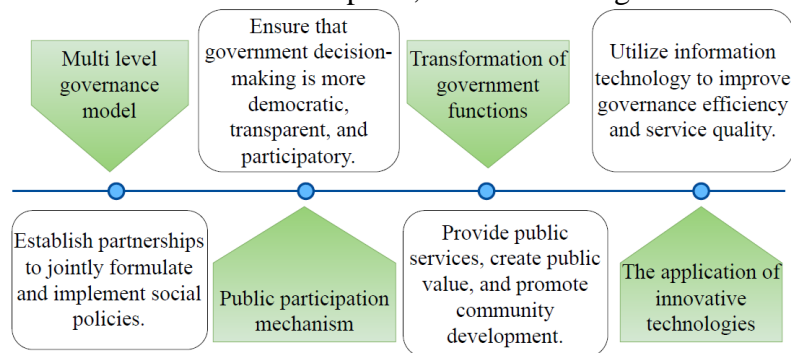 Multi level
governance
model
Ensure that
government decision-
making is more
democratic,
transparent, and
participatory.
Transformation of
government
functions
Utilize information
technology to improve
governance efficiency
and service quality.
Establish partnerships
to jointly formulate
and implement social
policies.
Public participation
mechanism
Provide public
services, create public
value, and promote
community
development.
The application of
innovative
technologies